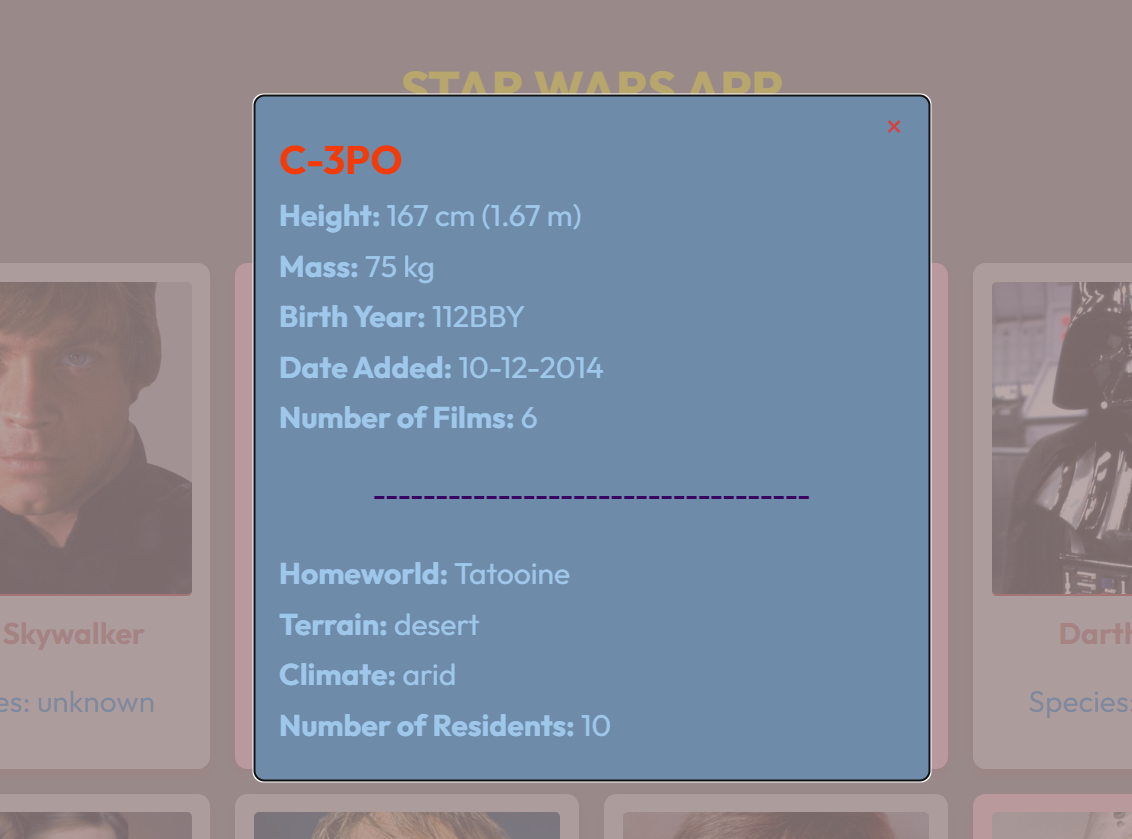 STAR WARS APP
×
C-3PO
Height: 167 cm (1.67 m)
Mass: 75 kg
Birth Year: 112BBY
Date Added: 10-12-2014
Number of Films: 6
-----------------------------------
Homeworld: Tatooine
Terrain: desert
Climate: arid
Number of Residents: 10
Skywalker
es: unknown
Darth
Species: